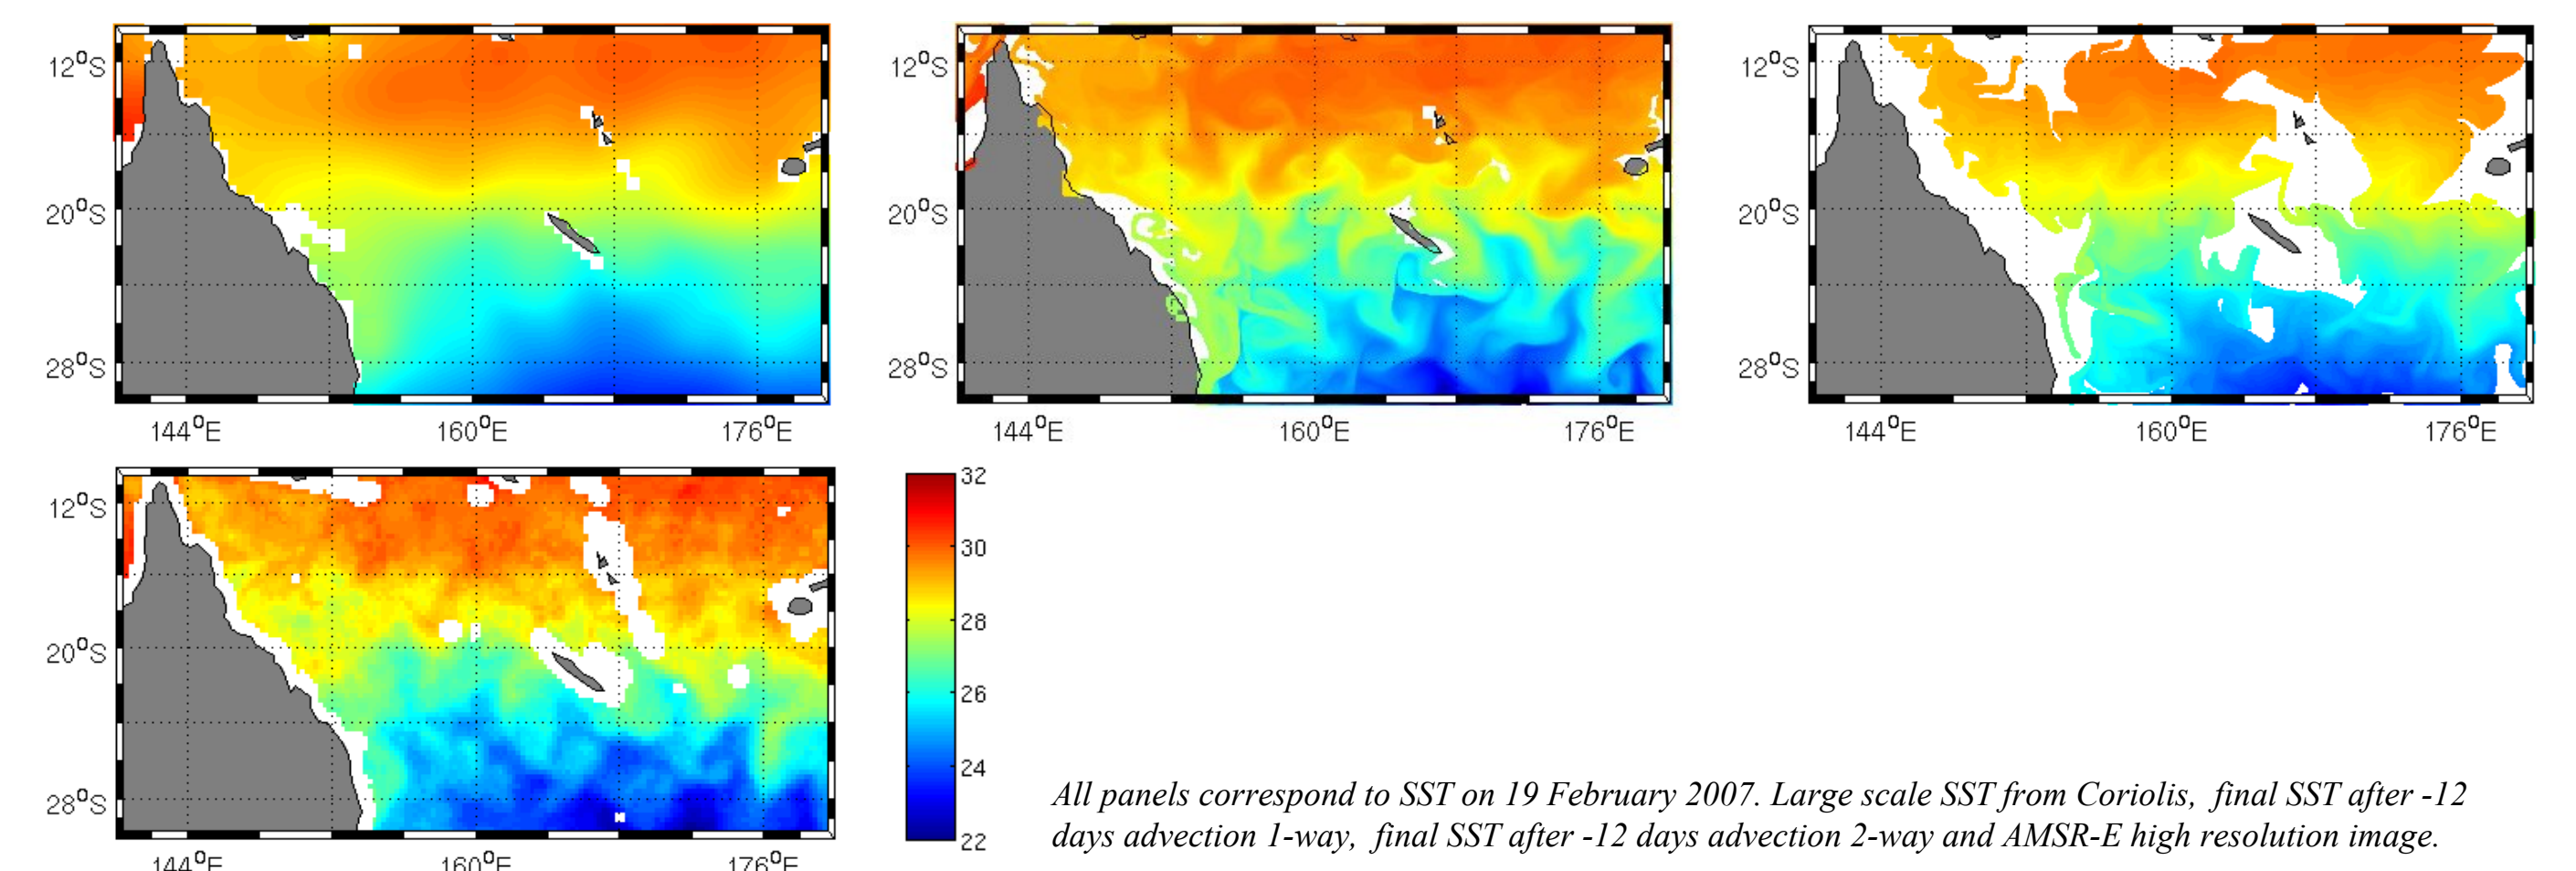 12°S
20°S
28°S
144°E 160°E 176°E
12°S
20°S
28°S
144°E 160°E 176°E
12°S
20°S
28°S
144°E 160°E 176°E
12°S
20°S
28°S
144°E 160°E 176°E
32
30
28
26
24
22
All panels correspond to SST on 19 February 2007. Large scale SST from Coriolis, final SST after -12
days advection 1-way, final SST after -12 days advection 2-way and AMSR-E high resolution image.